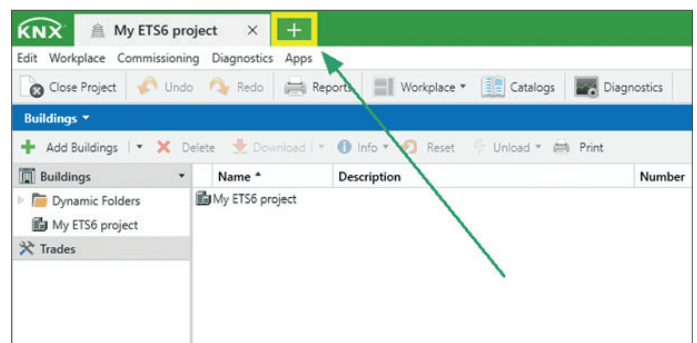 KNX My ETS6 project × +
Edit Workplace Commissioning Diagnostics Apps
Close Project Undo Redo Reports Workplace Catalogs Diagnostics
Buildings
Add Buildings Delete Download Info Reset Unload Print
Buildings Name Description Number
Dynamic Folders My ETS6 project
My ETS6 project
Trades